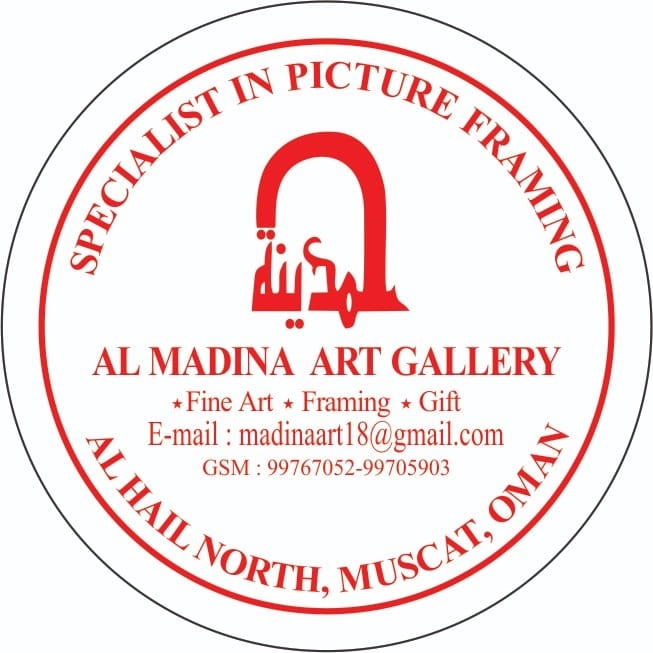 SPECIALIST IN PICTURE FRAMING
المدينة
AL MADINA ART GALLERY
★ Fine Art ★ Framing ★ Gift
E-mail : madinaart18@gmail.com
GSM : 99767052-99705903
AL HAIL NORTH, MUSCAT, OMAN